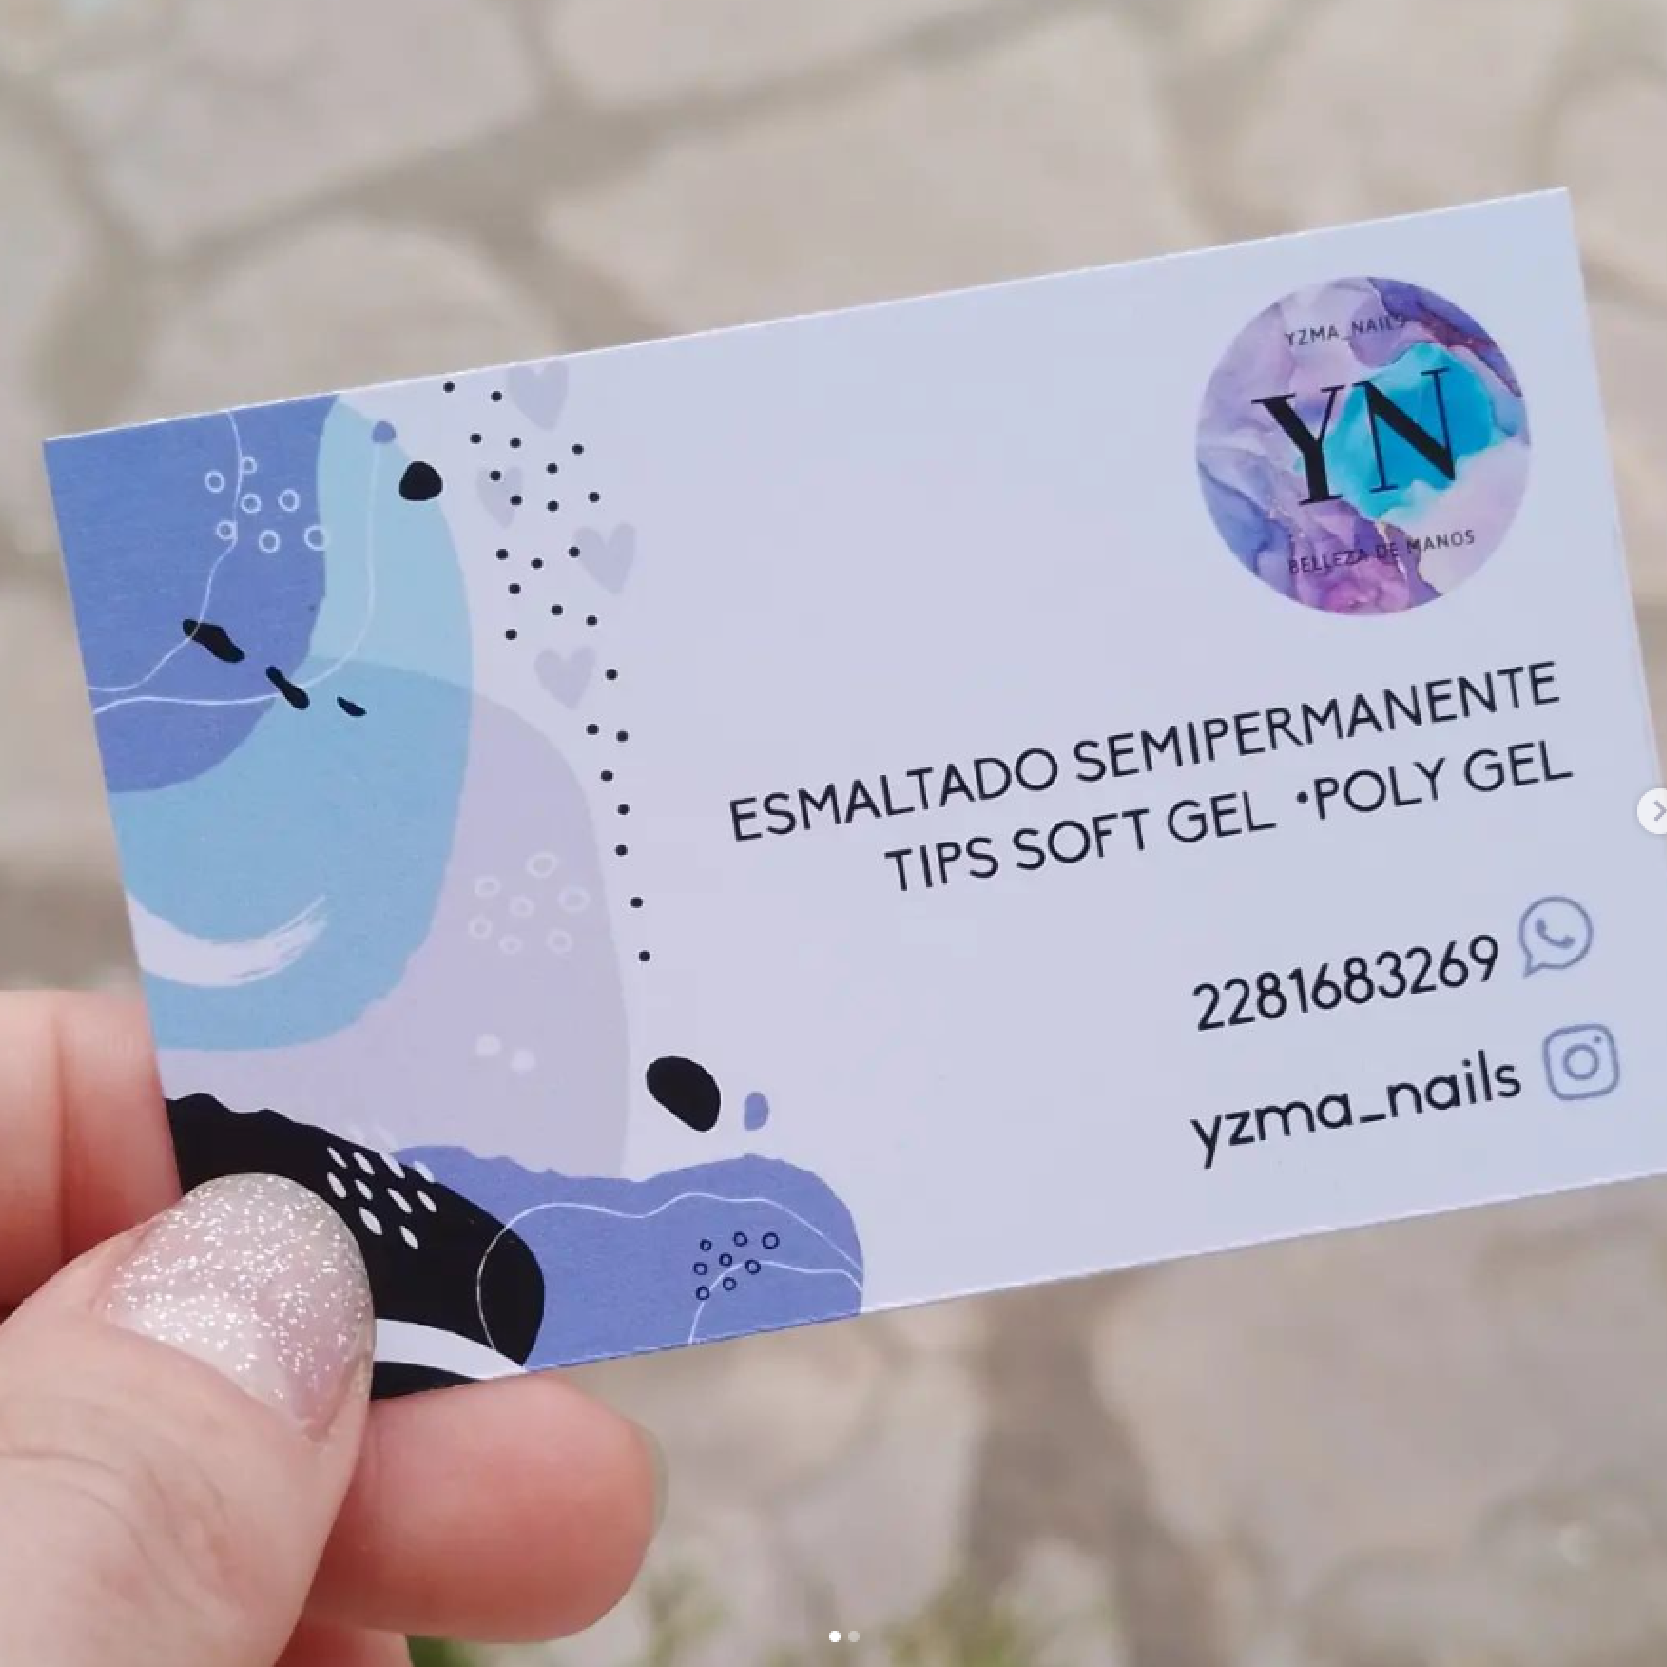 YZMA_NAILS
YN
BELLEZA DE MANOS
ESMALTADO SEMIPERMANENTE
TIPS SOFT GEL •POLY GEL
2281683269
yzma_nails